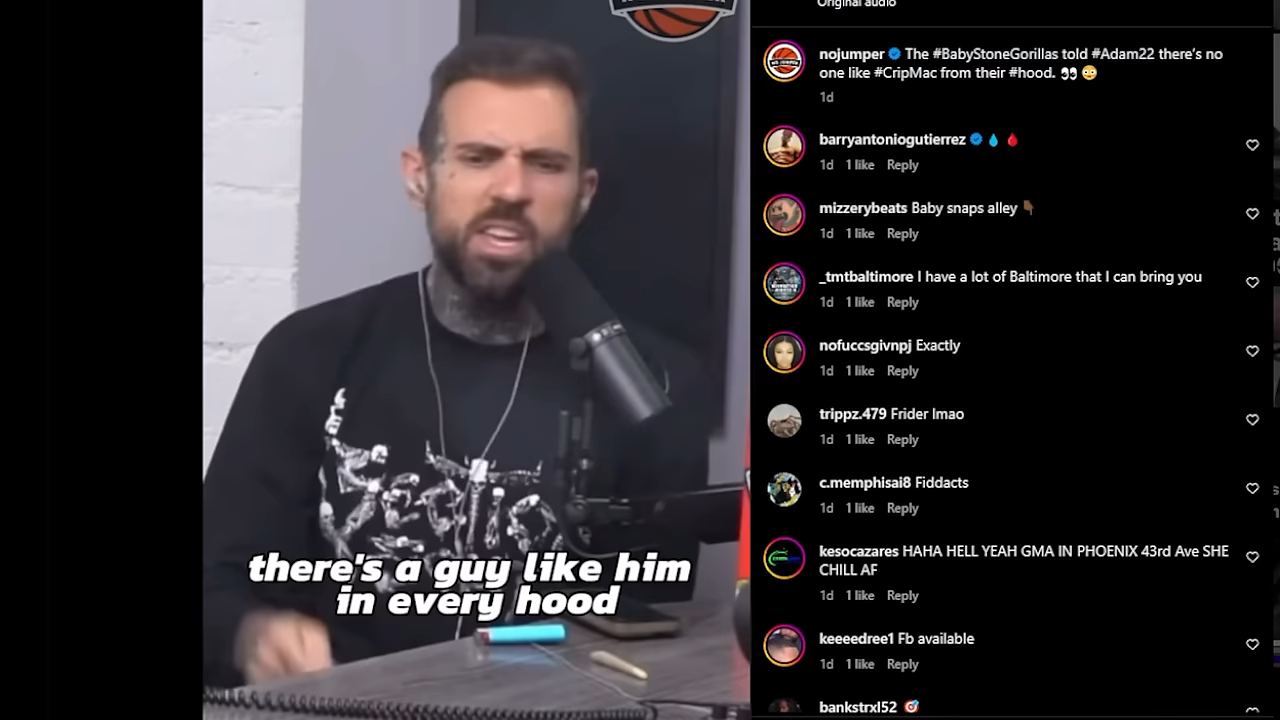 Original audio
nojumper The #BabyStoneGorillas told #Adam22 there's no
one like #CripMac from their #hood. 👀😳
1d
barryantoniogutierrez 💧🩸
1d 1 like Reply
mizzerybeats Baby snaps alley 👇🏾
1d 1 like Reply
_tmtbaltimore I have a lot of Baltimore that I can bring you
1d 1 like Reply
nofuccsgivnpj Exactly
1d 1 like Reply
trippz.479 Frider lmao
1d 1 like Reply
c.memphisai8 Fiddacts
1d 1 like Reply
kesocazares HAHA HELL YEAH GMA IN PHOENIX 43rd Ave SHE
CHILL AF
1d 1 like Reply
keeeedree1 Fb available
1d 1 like Reply
bankstrxl52 🎯
there's a guy like him
in every hood